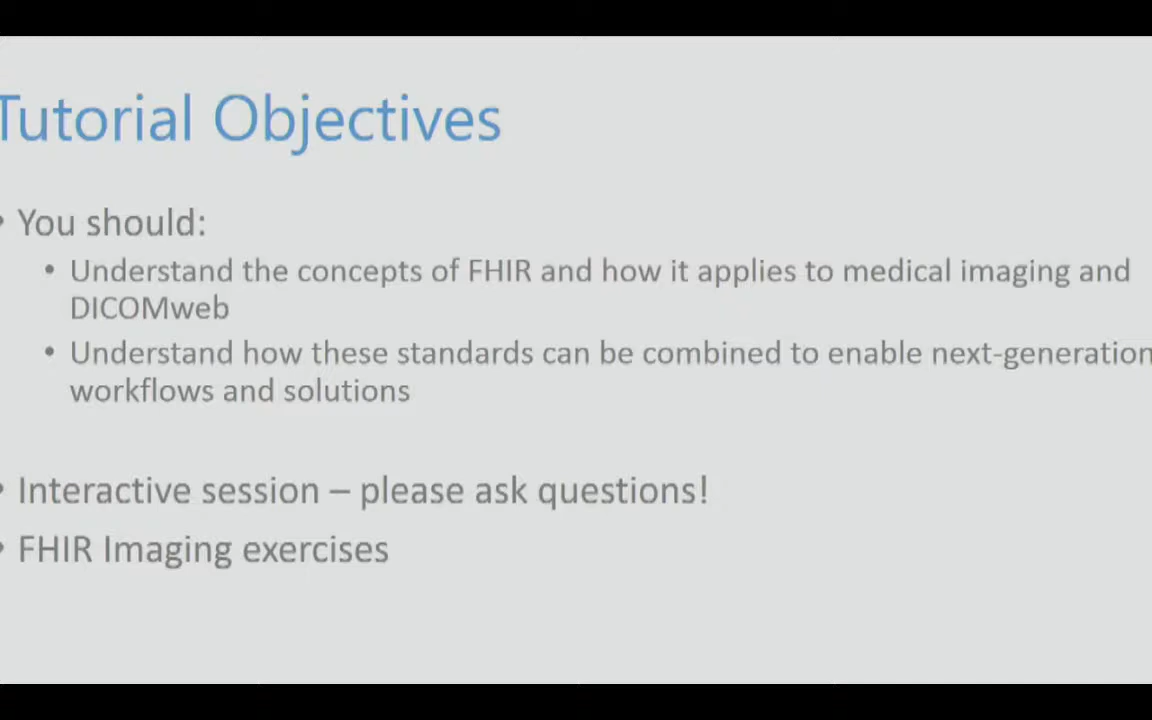 Tutorial Objectives
• You should:
• Understand the concepts of FHIR and how it applies to medical imaging and
DICOMweb
• Understand how these standards can be combined to enable next-generation
workflows and solutions
• Interactive session – please ask questions!
• FHIR Imaging exercises